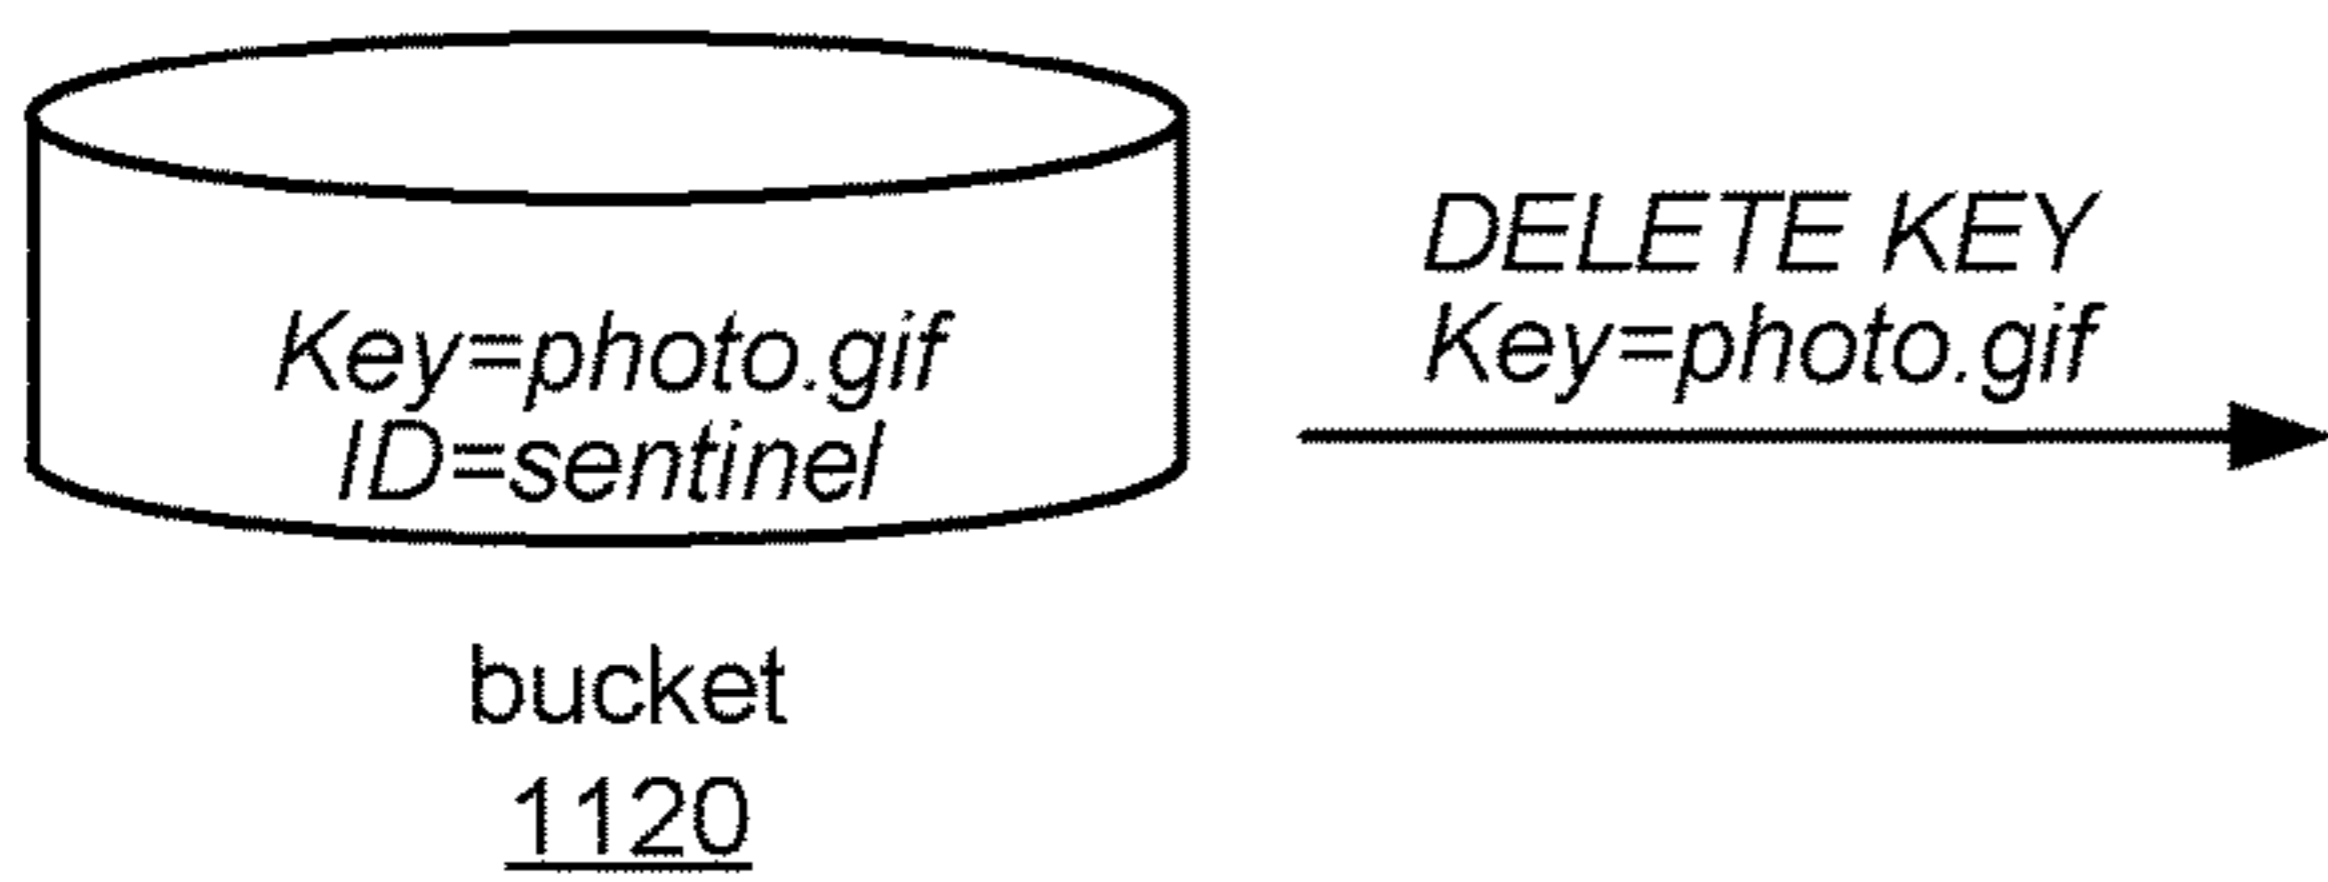 Key=photo.gif
ID=sentinel
bucket
1120
DELETE KEY
Key=photo.gif